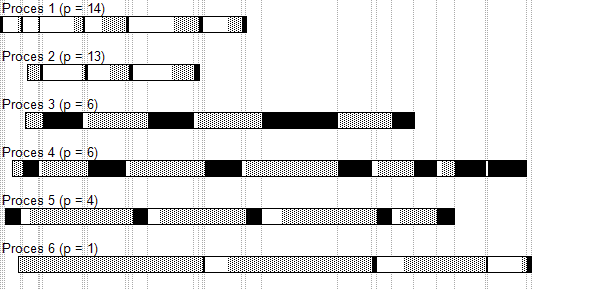 Proces 1 (p = 14)
Proces 2 (p = 13)
Proces 3 (p = 6)
Proces 4 (p = 6)
Proces 5 (p = 4)
Proces 6 (p = 1)